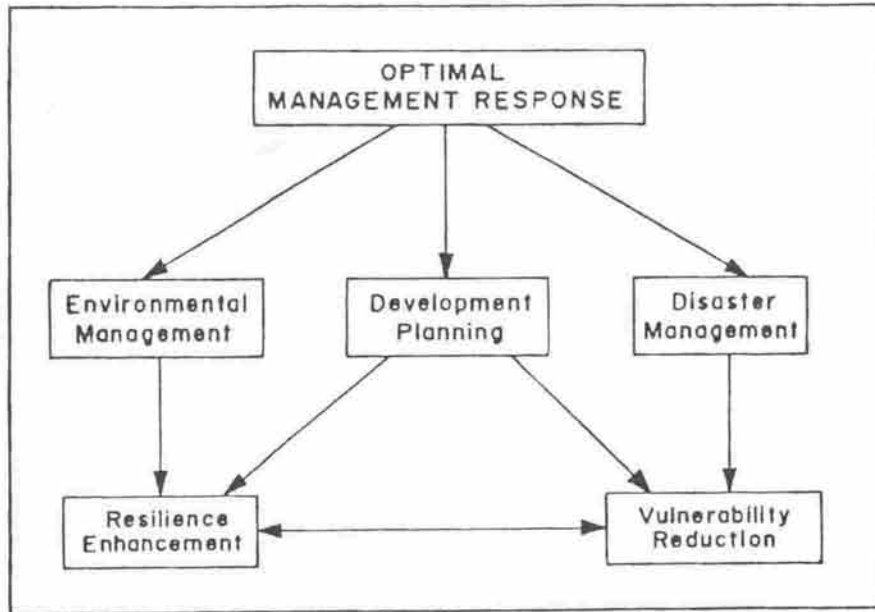 OPTIMAL
MANAGEMENT RESPONSE
Environmental
Management
Development
Planning
Disaster
Management
Resilience
Enhancement
Vulnerability
Reduction